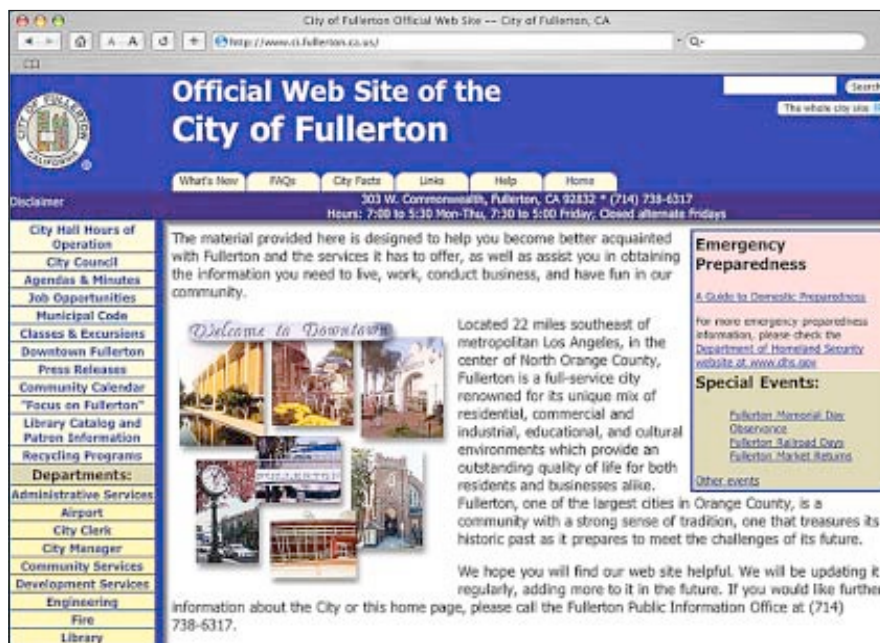 City of Fullerton Official Web Site -- City of Fullerton, CA
A A
http://www.ci.fullerton.ca.us/
CITY OF FULLERTON
CALIFORNIA
Official Web Site of the
City of Fullerton
Search
The whole city site
What's New FAQs City Facts Links Help Home
Disclaimer
303 W. Commonwealth, Fullerton, CA 92832 * (714) 738-6317
Hours: 7:00 to 5:30 Mon-Thu, 7:30 to 5:00 Friday; Closed alternate Fridays
City Hall Hours of
Operation
City Council
Agendas & Minutes
Job Opportunities
Municipal Code
Classes & Excursions
Downtown Fullerton
Press Releases
Community Calendar
"Focus on Fullerton"
Library Catalog and
Patron Information
Recycling Programs
Departments:
Administrative Services
Airport
City Clerk
City Manager
Community Services
Development Services
Engineering
Fire
Library
The material provided here is designed to help you become better acquainted
with Fullerton and the services it has to offer, as well as assist you in obtaining
the information you need to live, work, conduct business, and have fun in our
community.
Welcome to Downtown
FULLERTON
Located 22 miles southeast of
metropolitan Los Angeles, in the
center of North Orange County,
Fullerton is a full-service city
renowned for its unique mix of
residential, commercial and
industrial, educational, and cultural
environments which provide an
outstanding quality of life for both
residents and businesses alike.
Fullerton, one of the largest cities in Orange County, is a
community with a strong sense of tradition, one that treasures its
historic past as it prepares to meet the challenges of its future.
We hope you will find our web site helpful. We will be updating it
regularly, adding more to it in the future. If you would like further
information about the City or this home page, please call the Fullerton Public Information Office at (714)
738-6317.
Emergency
Preparedness
A Guide to Domestic Preparedness
For more emergency preparedness
information, please check the
Department of Homeland Security
website at www.dhs.gov
Special Events:
Fullerton Memorial Day
Observance
Fullerton Railroad Days
Fullerton Market Returns
Other events